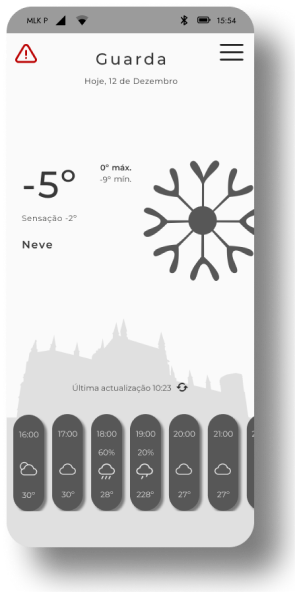 MLK P 15:54
Guarda
Hoje, 12 de Dezembro
-5º
0º máx.
-9º min.
Sensação -2º
Neve
Última actualização 10:23
16:00 17:00 18:00 19:00 20:00 21:00 2
60% 20%
30º 30º 28º 228º 27º 27º